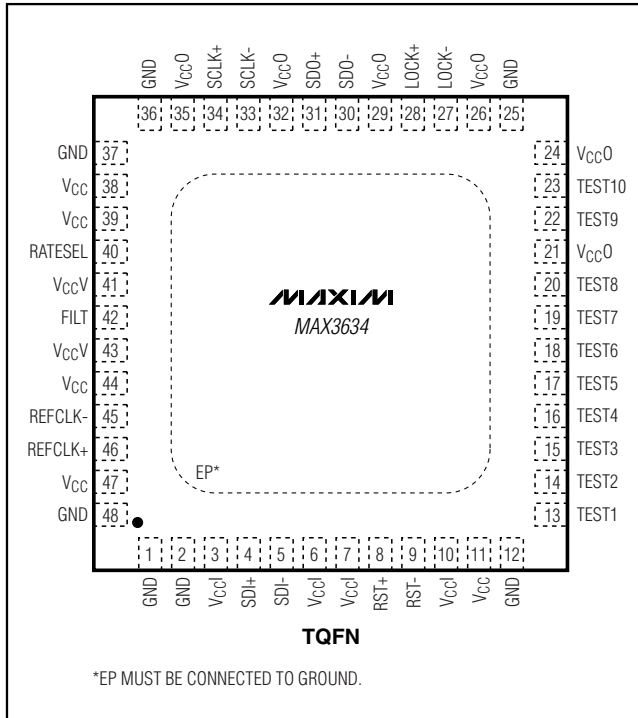 GND
VCCO
SCLK+
SCLK-
VCCO
SDO+
SDO-
VCCO
LOCK+
LOCK-
VCCO
GND
36 35 34 33 32 31 30 29 28 27 26 25
GND 37
VCC 38
VCC 39
RATESEL 40
VCCV 41
FILT 42
VCCV 43
VCC 44
REFCLK- 45
REFCLK+ 46
VCC 47
GND 48
24 VCCO
23 TEST10
22 TEST9
21 VCCO
20 TEST8
19 TEST7
18 TEST6
17 TEST5
16 TEST4
15 TEST3
14 TEST2
13 TEST1
MAXIM
MAX3634
EP*
1 2 3 4 5 6 7 8 9 10 11 12
GND
GND
VCCI
SDI+
SDI-
VCCI
VCCI
RST+
RST-
VCCI
VCC
GND
TQFN
*EP MUST BE CONNECTED TO GROUND.